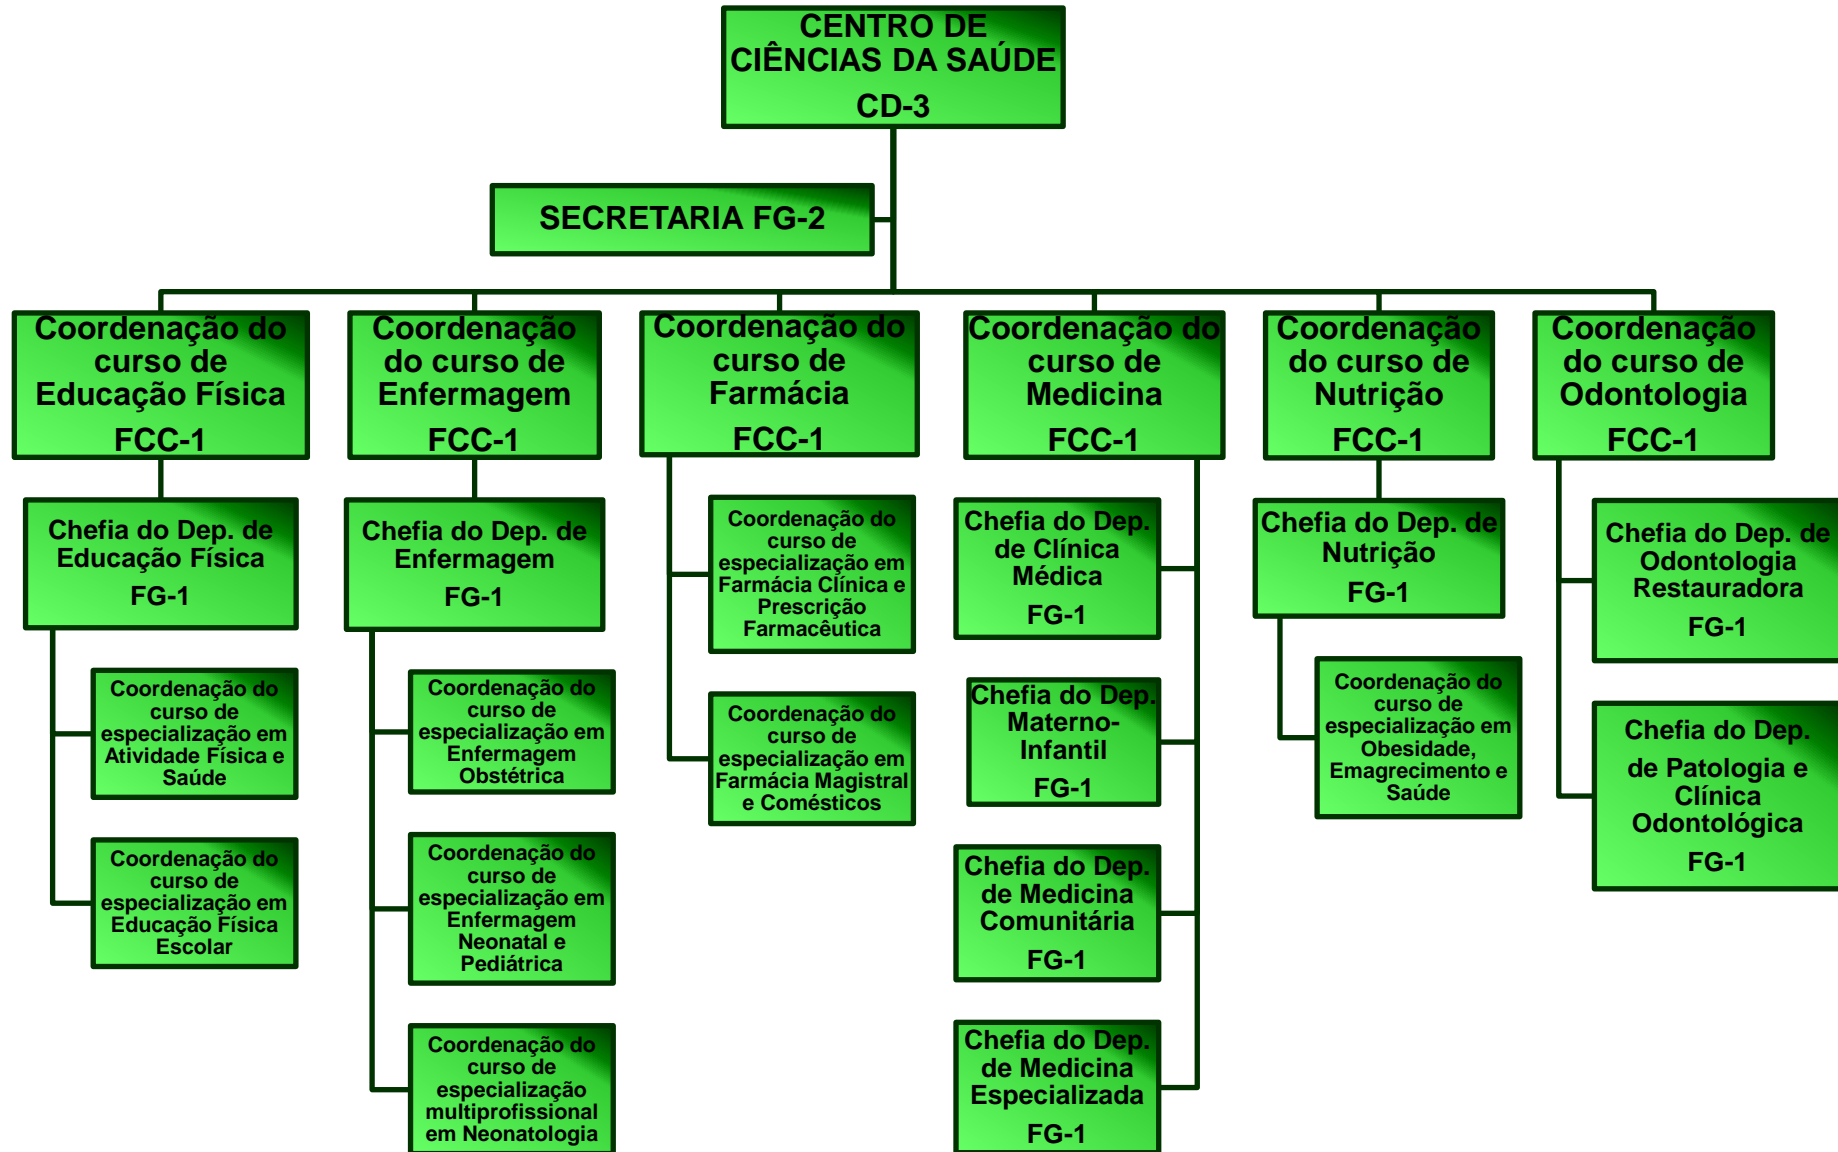 CENTRO DE
CIÊNCIAS DA SAÚDE
CD-3
SECRETARIA FG-2
Coordenação do
curso de
Educação Física
FCC-1
Coordenação
do curso de
Enfermagem
FCC-1
Coordenação do
curso de
Farmácia
FCC-1
Coordenação do
curso de
Medicina
FCC-1
Coordenação
do curso de
Nutrição
FCC-1
Coordenação
do curso de
Odontologia
FCC-1
Chefia do Dep. de
Educação Física
FG-1
Coordenação do
curso de
especialização em
Atividade Física e
Saúde
Coordenação do
curso de
especialização em
Educação Física
Escolar
Chefia do Dep. de
Enfermagem
FG-1
Coordenação do
curso de
especialização em
Enfermagem
Obstétrica
Coordenação do
curso de
especialização em
Enfermagem
Neonatal e
Pediátrica
Coordenação do
curso de
especialização
multiprofissional
em Neonatologia
Coordenação do
curso de
especialização em
Farmácia Clínica e
Prescrição
Farmacêutica
Coordenação do
curso de
especialização em
Farmácia Magistral
e Comésticos
Chefia do Dep.
de Clínica
Médica
FG-1
Chefia do Dep.
Materno-
Infantil
FG-1
Chefia do Dep.
de Medicina
Comunitária
FG-1
Chefia do Dep.
de Medicina
Especializada
FG-1
Chefia do Dep. de
Nutrição
FG-1
Coordenação do
curso de
especialização em
Obesidade,
Emagrecimento e
Saúde
Chefia do Dep. de
Odontologia
Restauradora
FG-1
Chefia do Dep.
de Patologia e
Clínica
Odontológica
FG-1